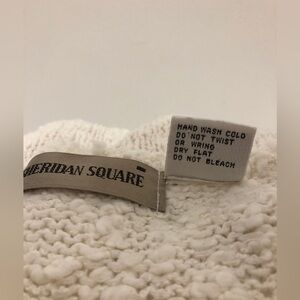 HERIDAN SQUARE
HAND WASH COLD
DO NOT TWIST
OR WRING
DRY FLAT
DO NOT BLEACH